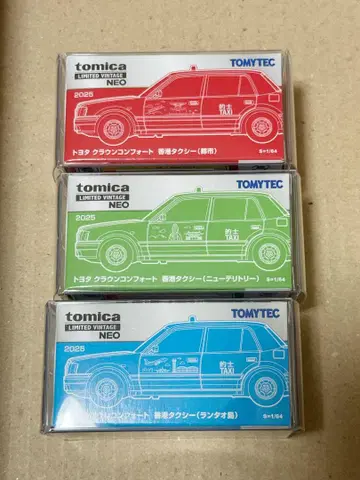 tomica
LIMITED VINTAGE
NEO
TOMYTEC
2025
的士
TAXI
トヨタ クラウンコンフォート 香港タクシー(都市)
S=1/64
tomica
LIMITED VINTAGE
NEO
TOMYTEC
2025
的士
TAXI
トヨタ クラウンコンフォート 香港タクシー(ニューテリトリー)
S=1/64
tomica
LIMITED VINTAGE
NEO
TOMYTEC
2025
的士
TAXI
コンフォート 香港タクシー(ランタオ島)
S=1/64